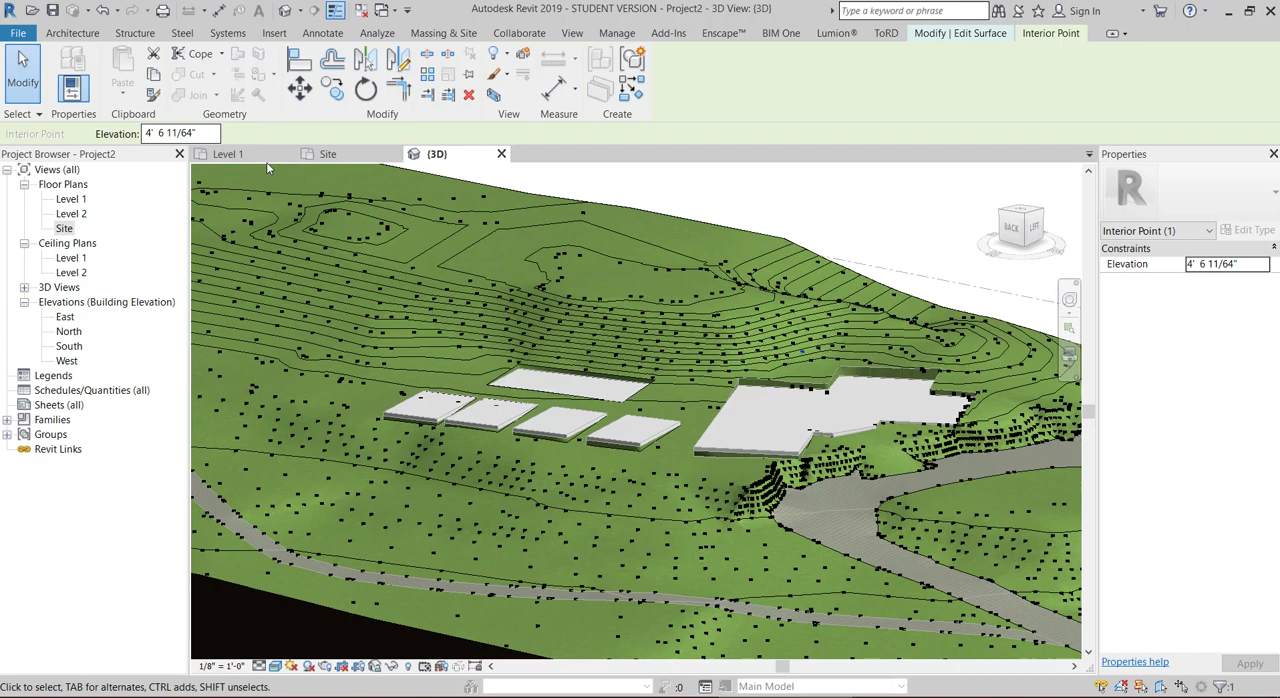 Autodesk Revit 2019 - STUDENT VERSION - Project2 - 3D View: {3D}
Type a keyword or phrase
Sign In
File Architecture Structure Steel Systems Insert Annotate Analyze Massing & Site Collaborate View Manage Add-Ins Enscape™ BIM One Lumion® ToRD Modify | Edit Surface Interior Point
Modify Paste Cope Cut Join
Select Properties Clipboard Geometry Modify View Measure Create
Interior Point Elevation: 4' 6 11/64"
Project Browser - Project2
Level 1 Site {3D}
Properties
Views (all)
Floor Plans
Level 1
Level 2
Site
Ceiling Plans
Level 1
Level 2
3D Views
Elevations (Building Elevation)
East
North
South
West
Legends
Schedules/Quantities (all)
Sheets (all)
Families
Groups
Revit Links
BACK LEFT
Interior Point (1) Edit Type
Constraints
Elevation 4' 6 11/64"
Properties help Apply
1/8" = 1'-0"
Click to select, TAB for alternates, CTRL adds, SHIFT unselects.
:0 Main Model :1